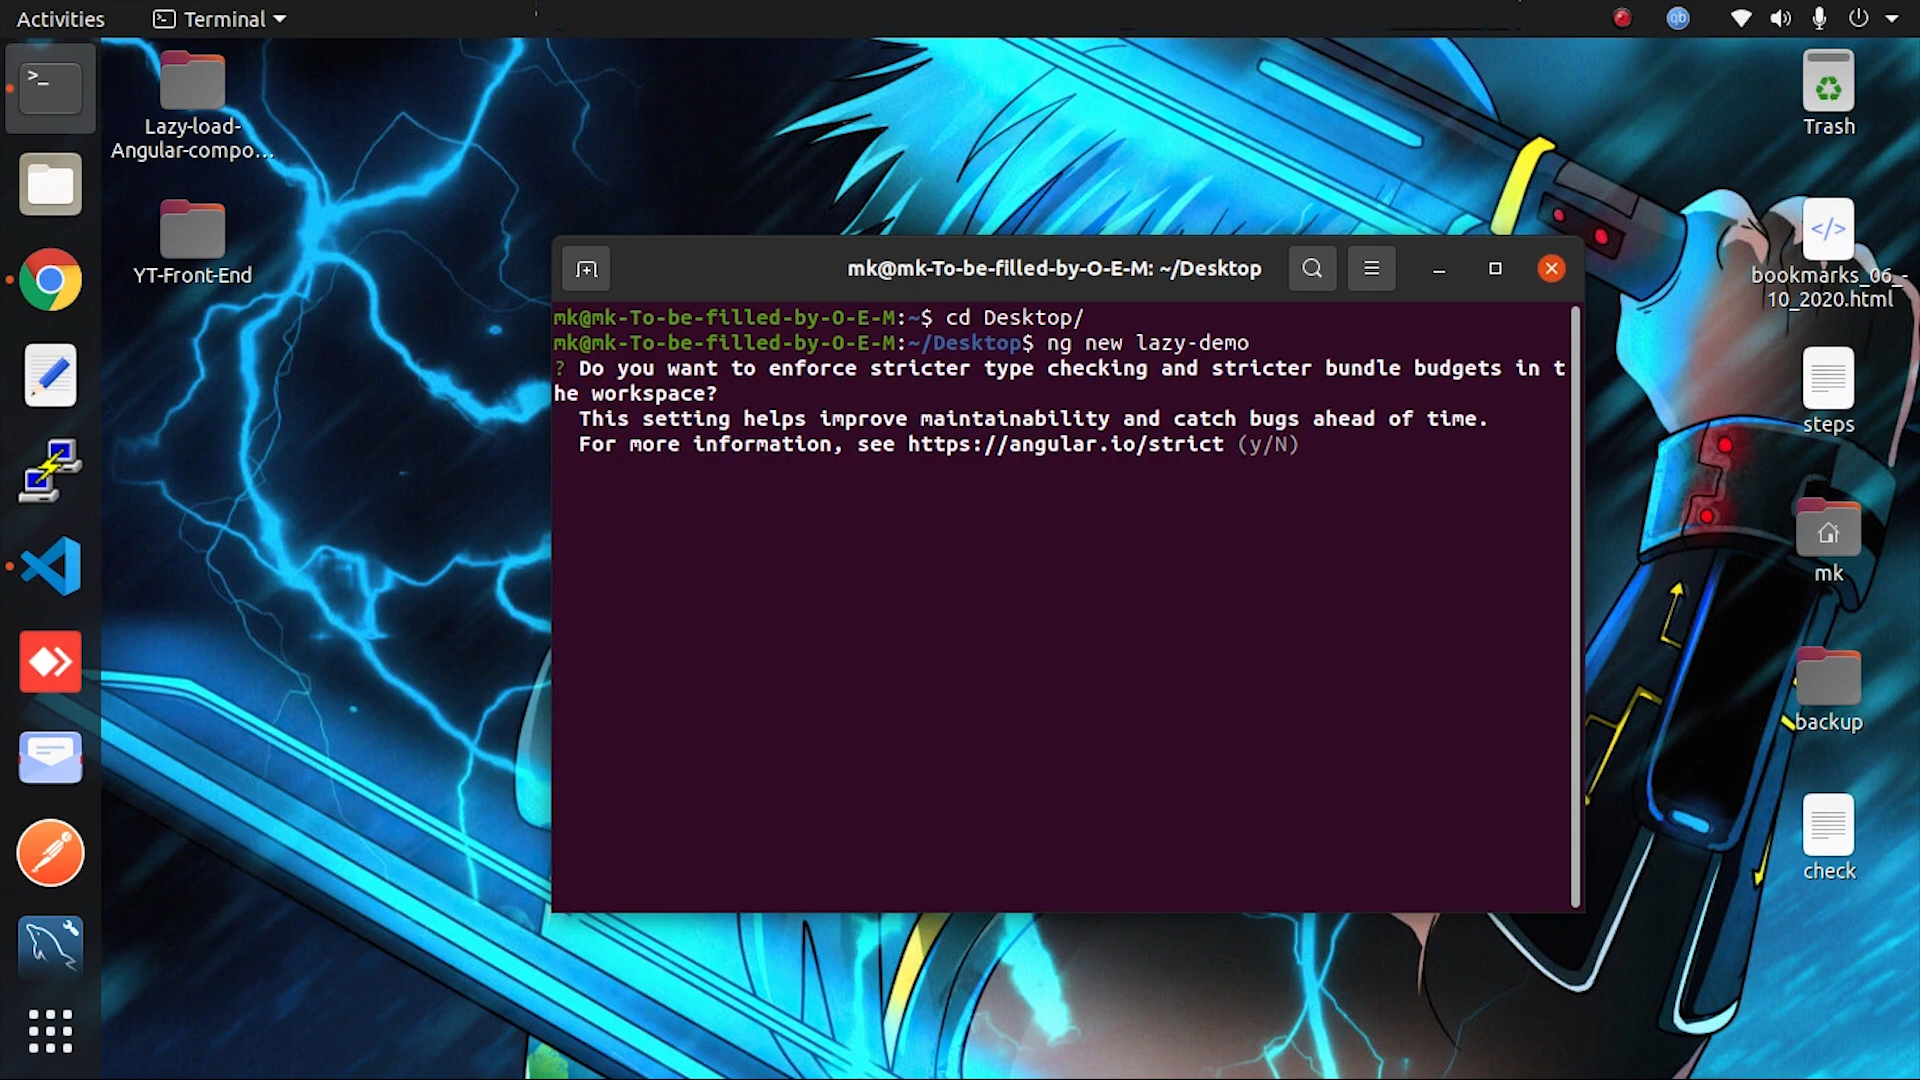 Activities
Terminal
qb
Lazy-load-
Angular-compo...
YT-Front-End
Trash
</>
bookmarks_06_-
10_2020.html
steps
mk
backup
check
>_
mk@mk-To-be-filled-by-O-E-M: ~/Desktop
mk@mk-To-be-filled-by-O-E-M:~$ cd Desktop/
mk@mk-To-be-filled-by-O-E-M:~/Desktop$ ng new lazy-demo
? Do you want to enforce stricter type checking and stricter bundle budgets in t
he workspace?
This setting helps improve maintainability and catch bugs ahead of time.
For more information, see https://angular.io/strict (y/N)